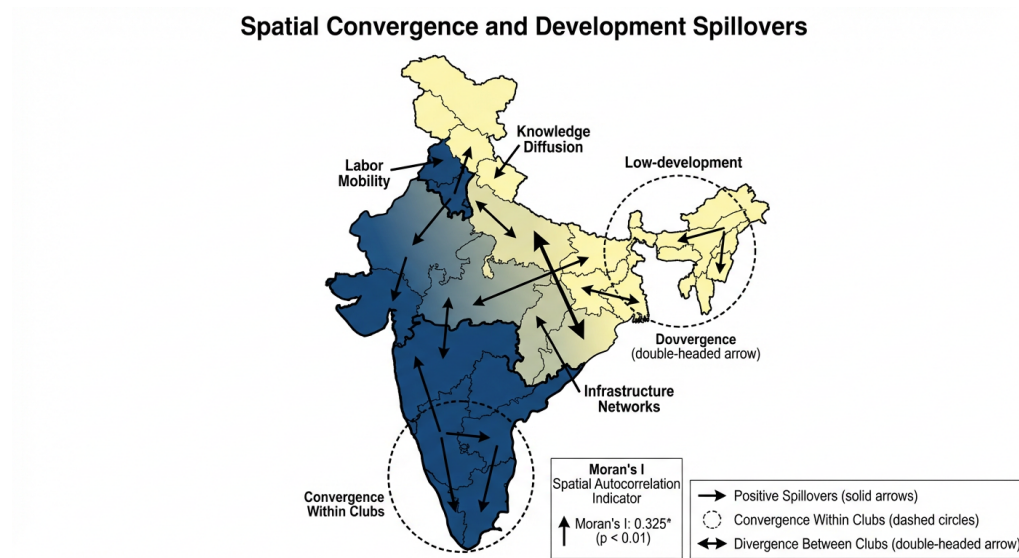 Spatial Convergence and Development Spillovers
Knowledge
Diffusion
Labor
Mobility
Low-development
Dovvergence
(double-headed arrow)
Infrastructure
Networks
Convergence
Within Clubs
Moran's I
Spatial Autocorrelation
Indicator
Moran's I: 0.325*
(p < 0.01)
Positive Spillovers (solid arrows)
Convergence Within Clubs (dashed circles)
Divergence Between Clubs (double-headed arrow)